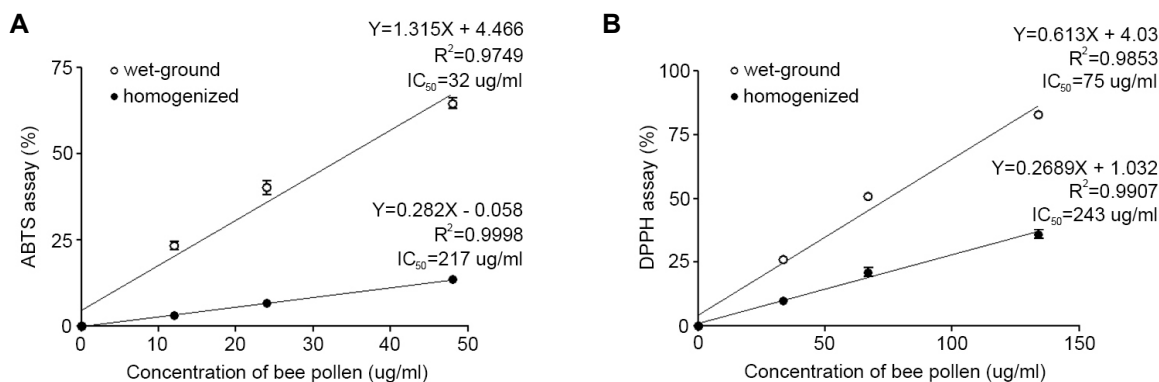 A
Y=1.315X + 4.466
R²=0.9749
IC₅₀=32 ug/ml
75
wet-ground
homogenized
50
ABTS assay (%)
Y=0.282X - 0.058
R²=0.9998
IC₅₀=217 ug/ml
25
0
0 10 20 30 40 50
Concentration of bee pollen (ug/ml)
B
Y=0.613X + 4.03
R²=0.9853
IC₅₀=75 ug/ml
100
wet-ground
homogenized
75
DPPH assay (%)
50
Y=0.2689X + 1.032
R²=0.9907
IC₅₀=243 ug/ml
25
0
0 50 100 150
Concentration of bee pollen (ug/ml)